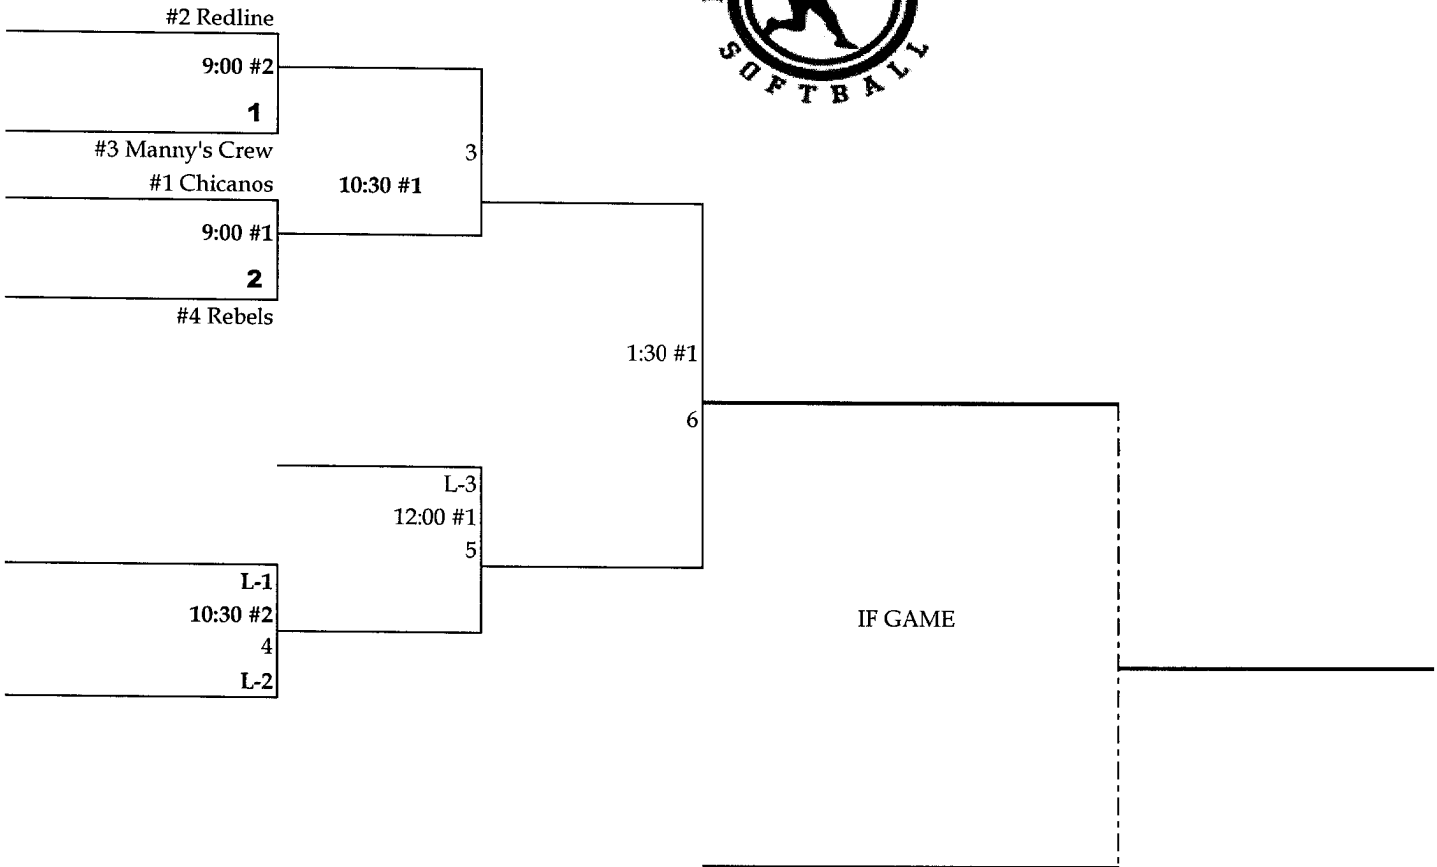 #2 Redline
SOFTBALL
9:00 #2
1
#3 Manny's Crew
3
#1 Chicanos
10:30 #1
9:00 #1
2
#4 Rebels
1:30 #1
6
L-3
12:00 #1
5
L-1
10:30 #2
4
L-2
IF GAME